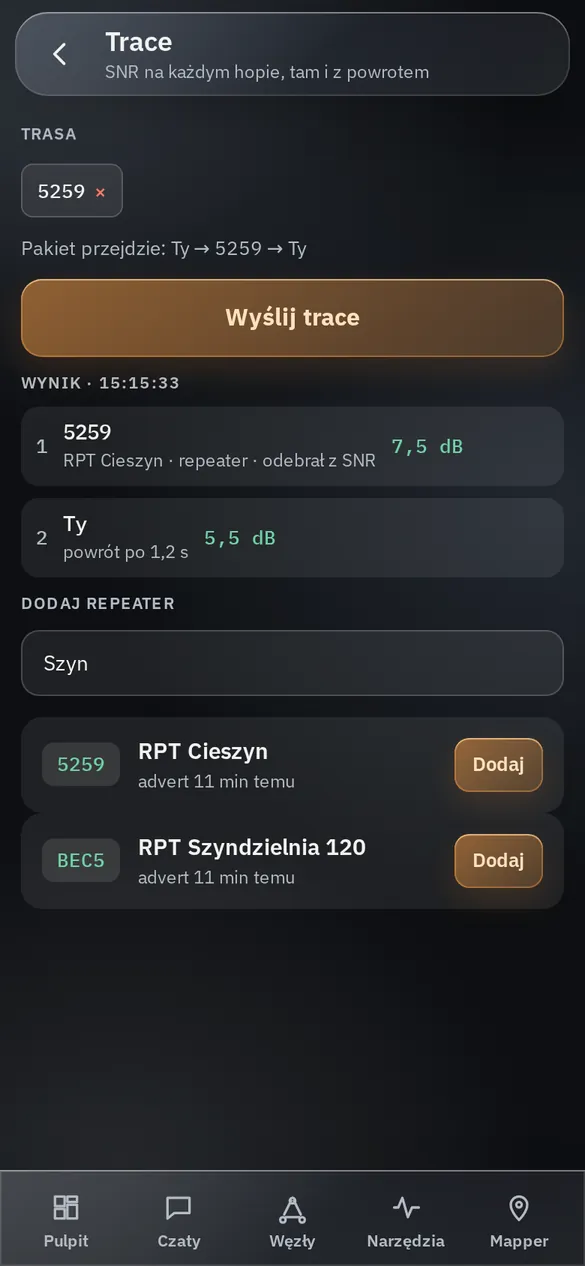 Trace
SNR na każdym hopie, tam i z powrotem
TRASA
5259 ×
Pakiet przejdzie: Ty → 5259 → Ty
Wyślij trace
WYNIK · 15:15:33
1
5259
RPT Cieszyn · repeater · odebrał z SNR
7,5 dB
2
Ty
powrót po 1,2 s
5,5 dB
DODAJ REPEATER
Szyn
5259
RPT Cieszyn
advert 11 min temu
Dodaj
BEC5
RPT Szyndzielnia 120
advert 11 min temu
Dodaj
Pulpit
Czaty
Węzły
Narzędzia
Mapper